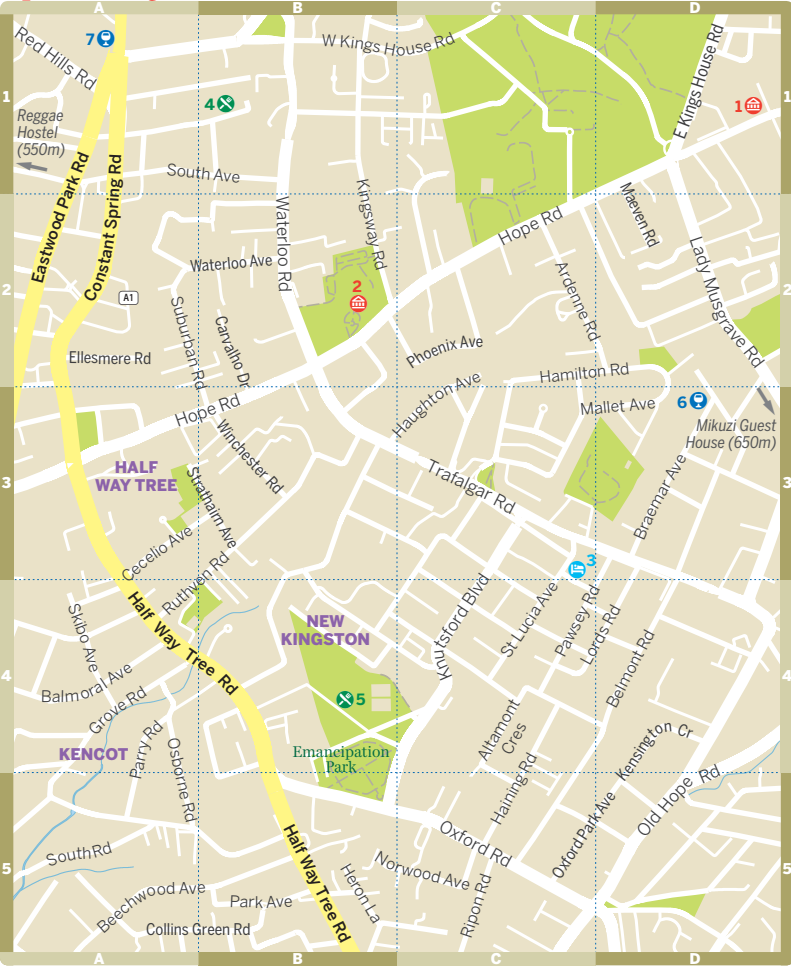 A B C D
1
2
3
4
5
1
2
3
4
5
A B C D
7
Red Hills Rd
W Kings House Rd
E Kings House Rd
1
4
Reggae
Hostel
(550m)
South Ave
Eastwood Park Rd
Constant Spring Rd
Waterloo Rd
Kingsway Rd
Hope Rd
Maeven Rd
Lady Musgrave Rd
Waterloo Ave
2
A1
Ardenne Rd
Suburban Rd
Carvalho Dr
Ellesmere Rd
Phoenix Ave
Hamilton Rd
Haughton Ave
Mallet Ave
6
Mikuzi Guest
House (650m)
Hope Rd
Winchester Rd
HALF
WAY TREE
Strathairn Ave
Trafalgar Rd
Braemar Ave
3
Cecelio Ave
Ruthven Rd
Half Way Tree Rd
Skibo Ave
NEW
KINGSTON
Knutsford Blvd
St Lucia Ave
Pawsey Rd
Lords Rd
Belmont Rd
Balmoral Ave
Grove Rd
5
Altamont
Cres
KENCOT
Parry Rd
Osborne Rd
Emancipation
Park
Haining Rd
Kensington Cr
Oxford Park Ave
Old Hope Rd
Half Way Tree Rd
Oxford Rd
South Rd
Heron La
Norwood Ave
Ripon Rd
Beechwood Ave
Park Ave
Collins Green Rd